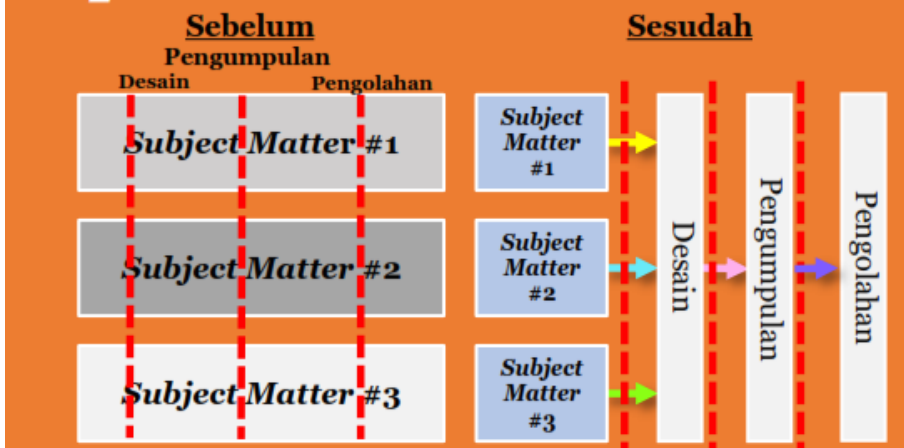 Sebelum
Pengumpulan
Desain
Pengolahan
Subject Matter #1
Subject Matter #2
Subject Matter #3
Sesudah
Subject
Matter
#1
Subject
Matter
#2
Subject
Matter
#3
Desain
Pengumpulan
Pengolahan